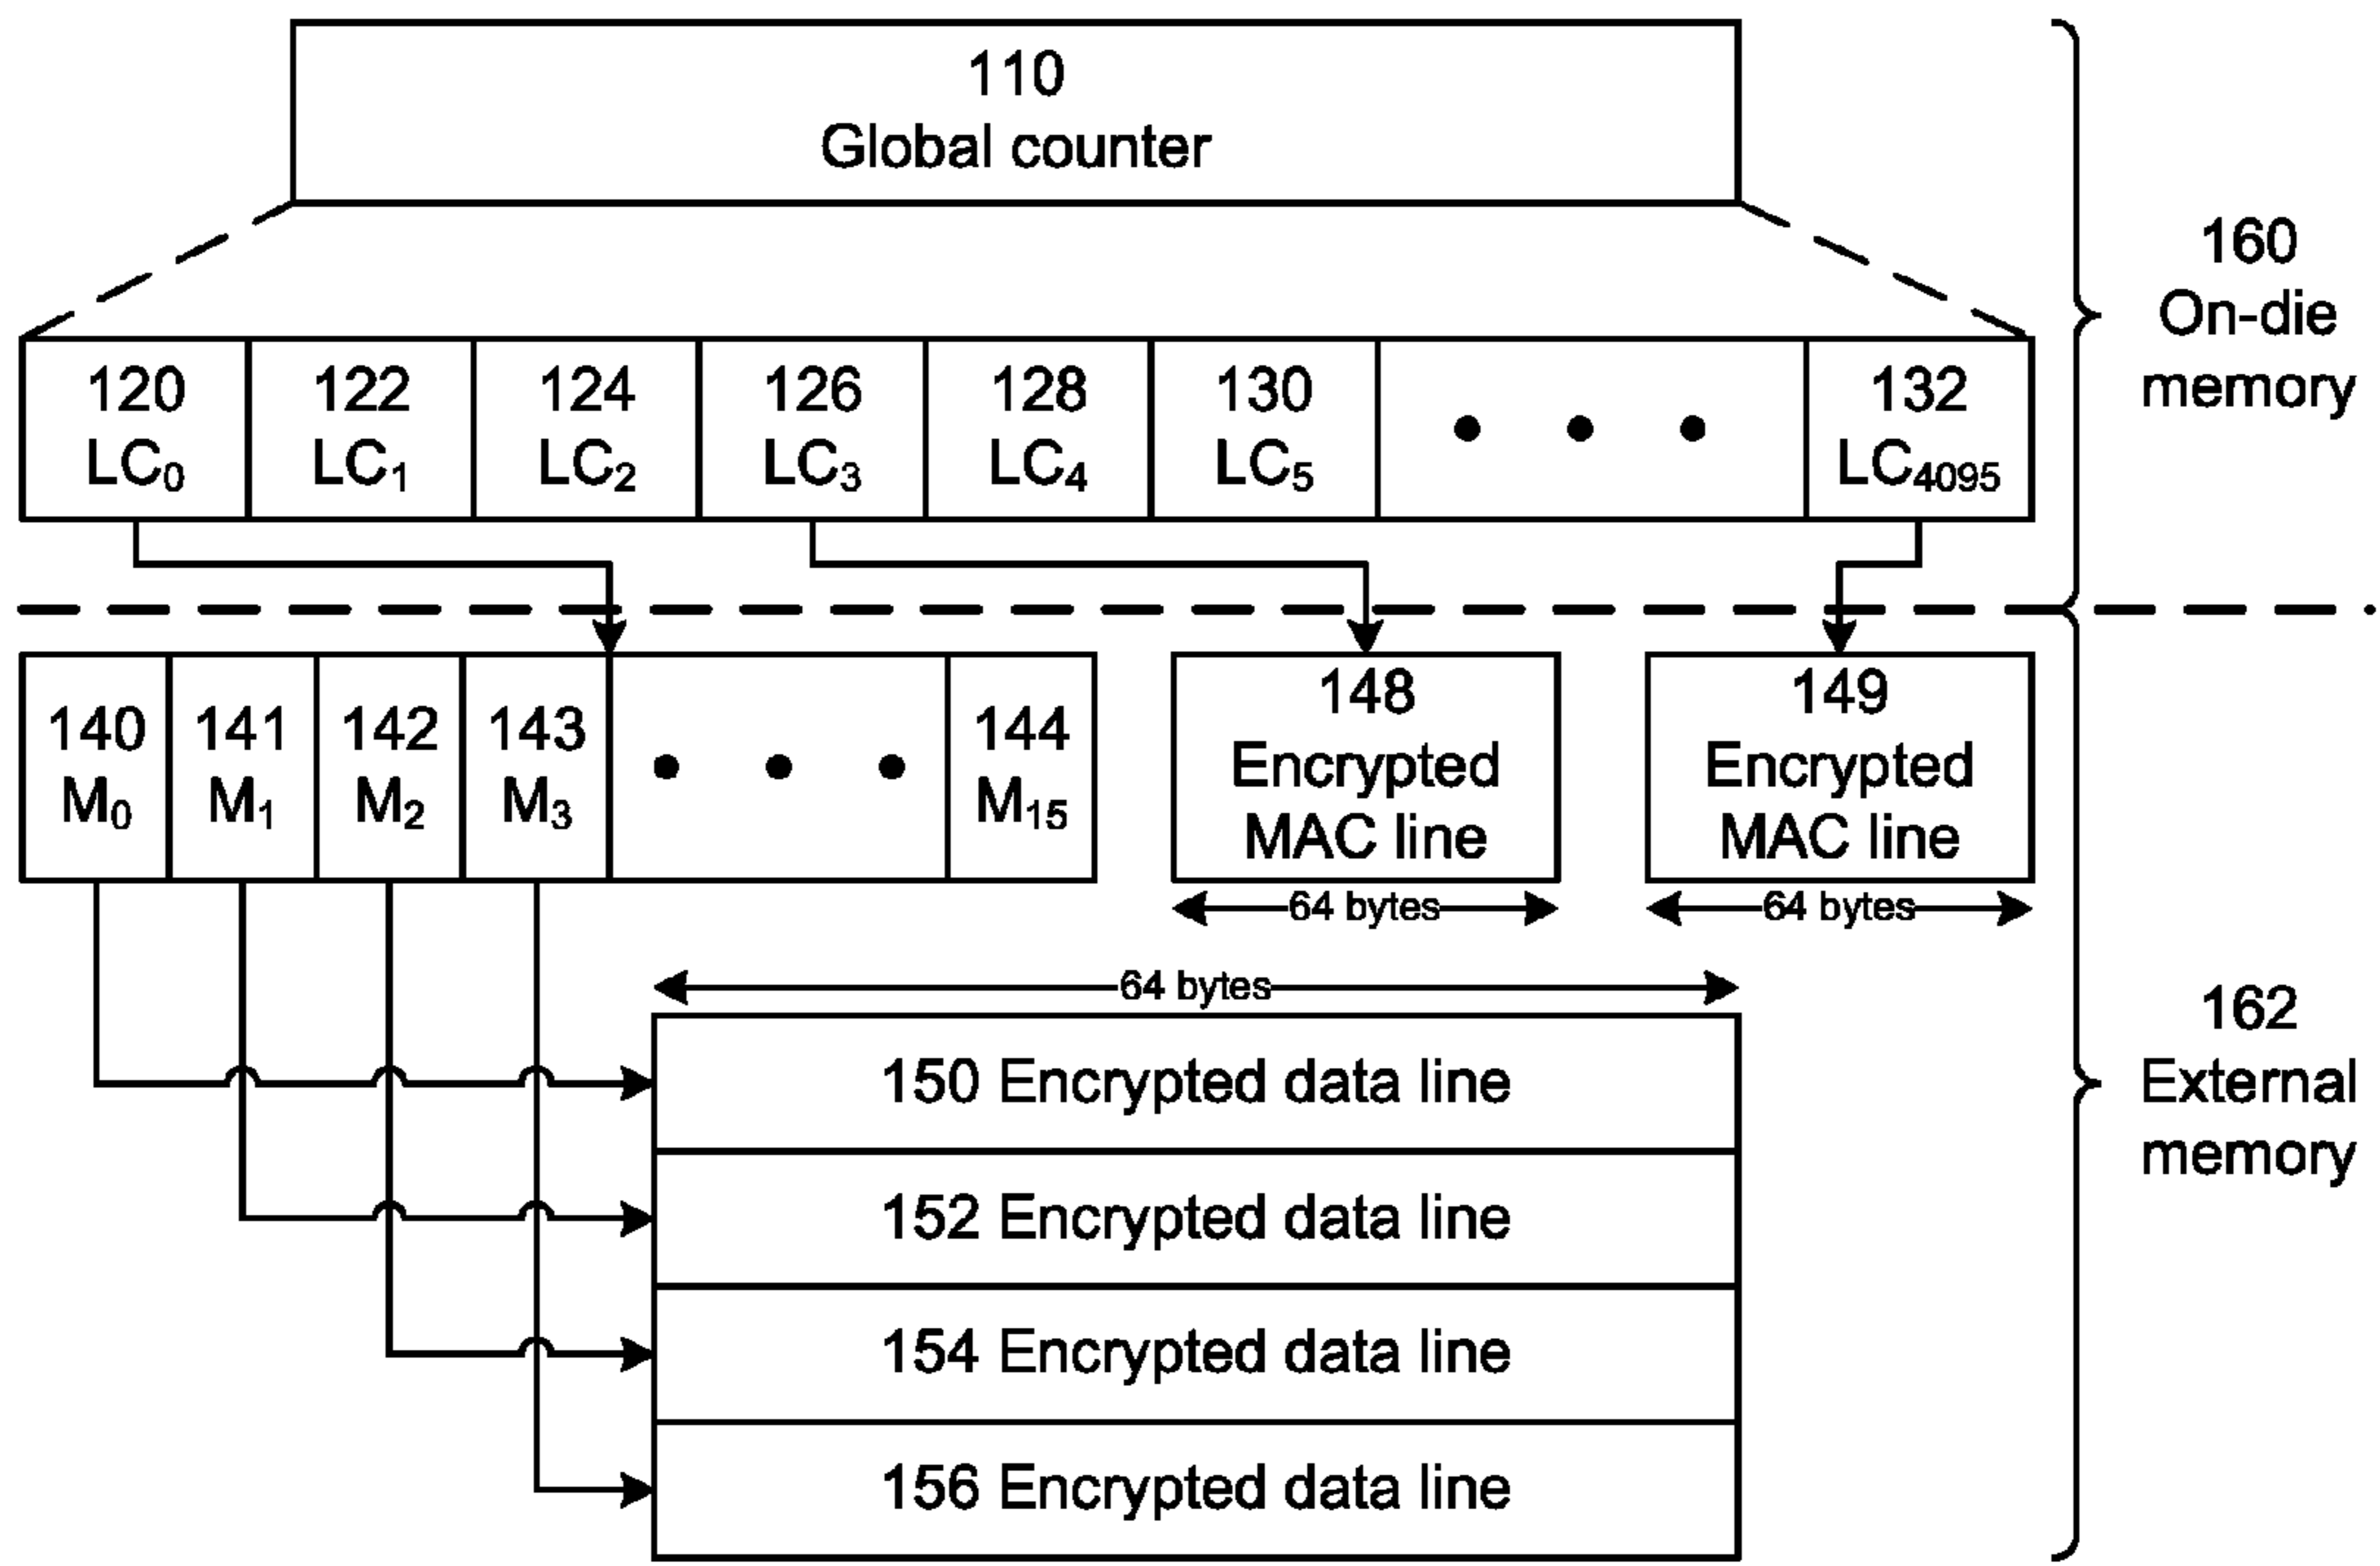 110
Global counter
160
On-die
memory
120
LC0
122
LC1
124
LC2
126
LC3
128
LC4
130
LC5
• • •
132
LC4095
140
M0
141
M1
142
M2
143
M3
• • •
144
M15
148
Encrypted
MAC line
64 bytes
149
Encrypted
MAC line
64 bytes
64 bytes
150 Encrypted data line
152 Encrypted data line
154 Encrypted data line
156 Encrypted data line
162
External
memory